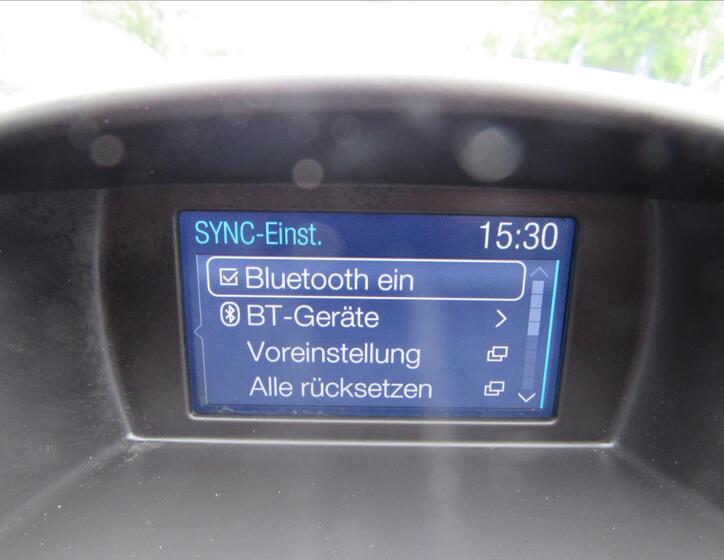 SYNC-Einst. 15:30
Bluetooth ein
BT-Geräte
Voreinstellung
Alle rücksetzen